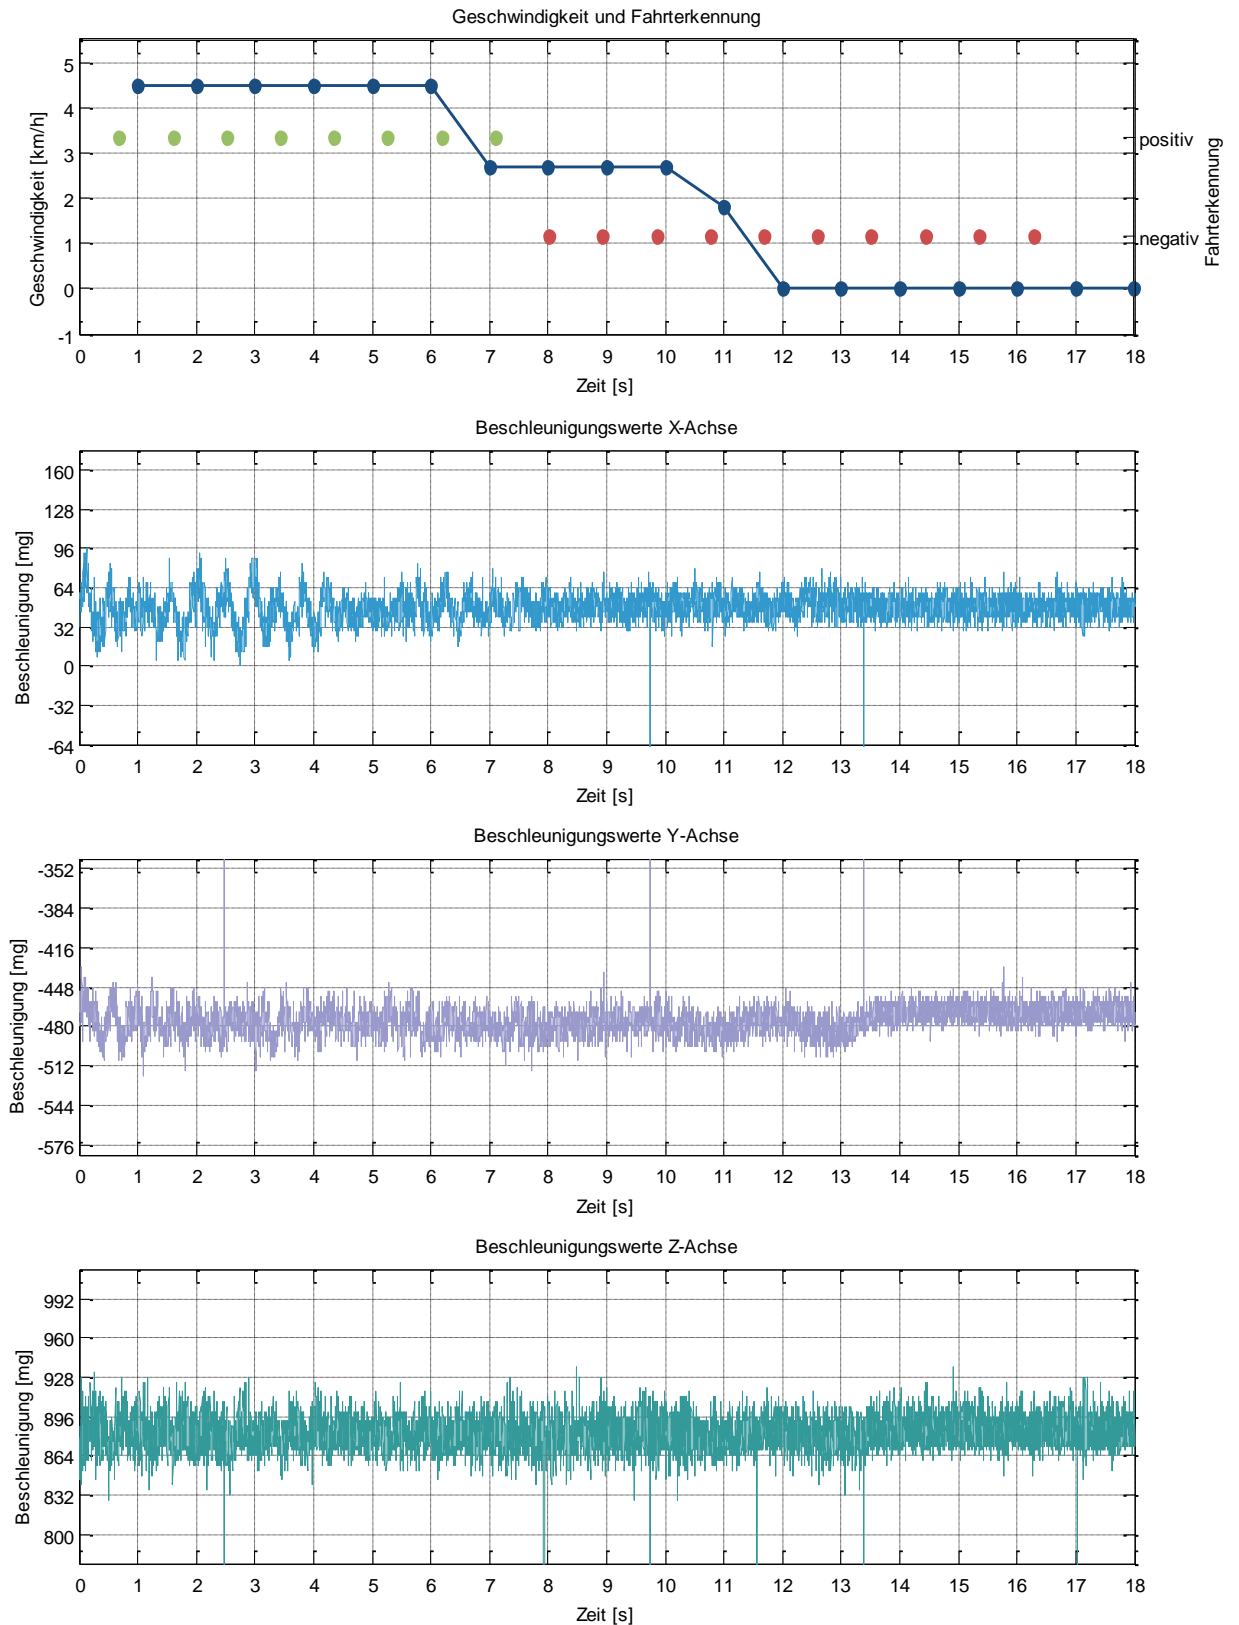 Geschwindigkeit und Fahrterkennung
Geschwindigkeit [km/h]
5
4
3
2
1
0
-1
positiv
negativ
Fahrterkennung
0 1 2 3 4 5 6 7 8 9 10 11 12 13 14 15 16 17 18
Zeit [s]
Beschleunigungswerte X-Achse
Beschleunigung [mg]
160
128
96
64
32
0
-32
-64
0 1 2 3 4 5 6 7 8 9 10 11 12 13 14 15 16 17 18
Zeit [s]
Beschleunigungswerte Y-Achse
Beschleunigung [mg]
-352
-384
-416
-448
-480
-512
-544
-576
0 1 2 3 4 5 6 7 8 9 10 11 12 13 14 15 16 17 18
Zeit [s]
Beschleunigungswerte Z-Achse
Beschleunigung [mg]
992
960
928
896
864
832
800
0 1 2 3 4 5 6 7 8 9 10 11 12 13 14 15 16 17 18
Zeit [s]